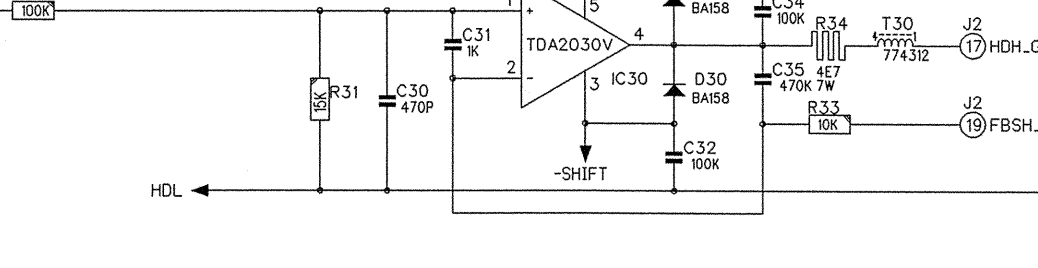 100K
1
+
5
BA158
C34
100K
C31
1K
TDA2030V
4
R34
4E7
7W
T30
774312
J2
17
HDH_G
2
-
3
IC30
D30
BA158
C35
470K
15K
R31
C30
470P
R33
10K
J2
19
FBSH_
C32
100K
-SHIFT
HDL